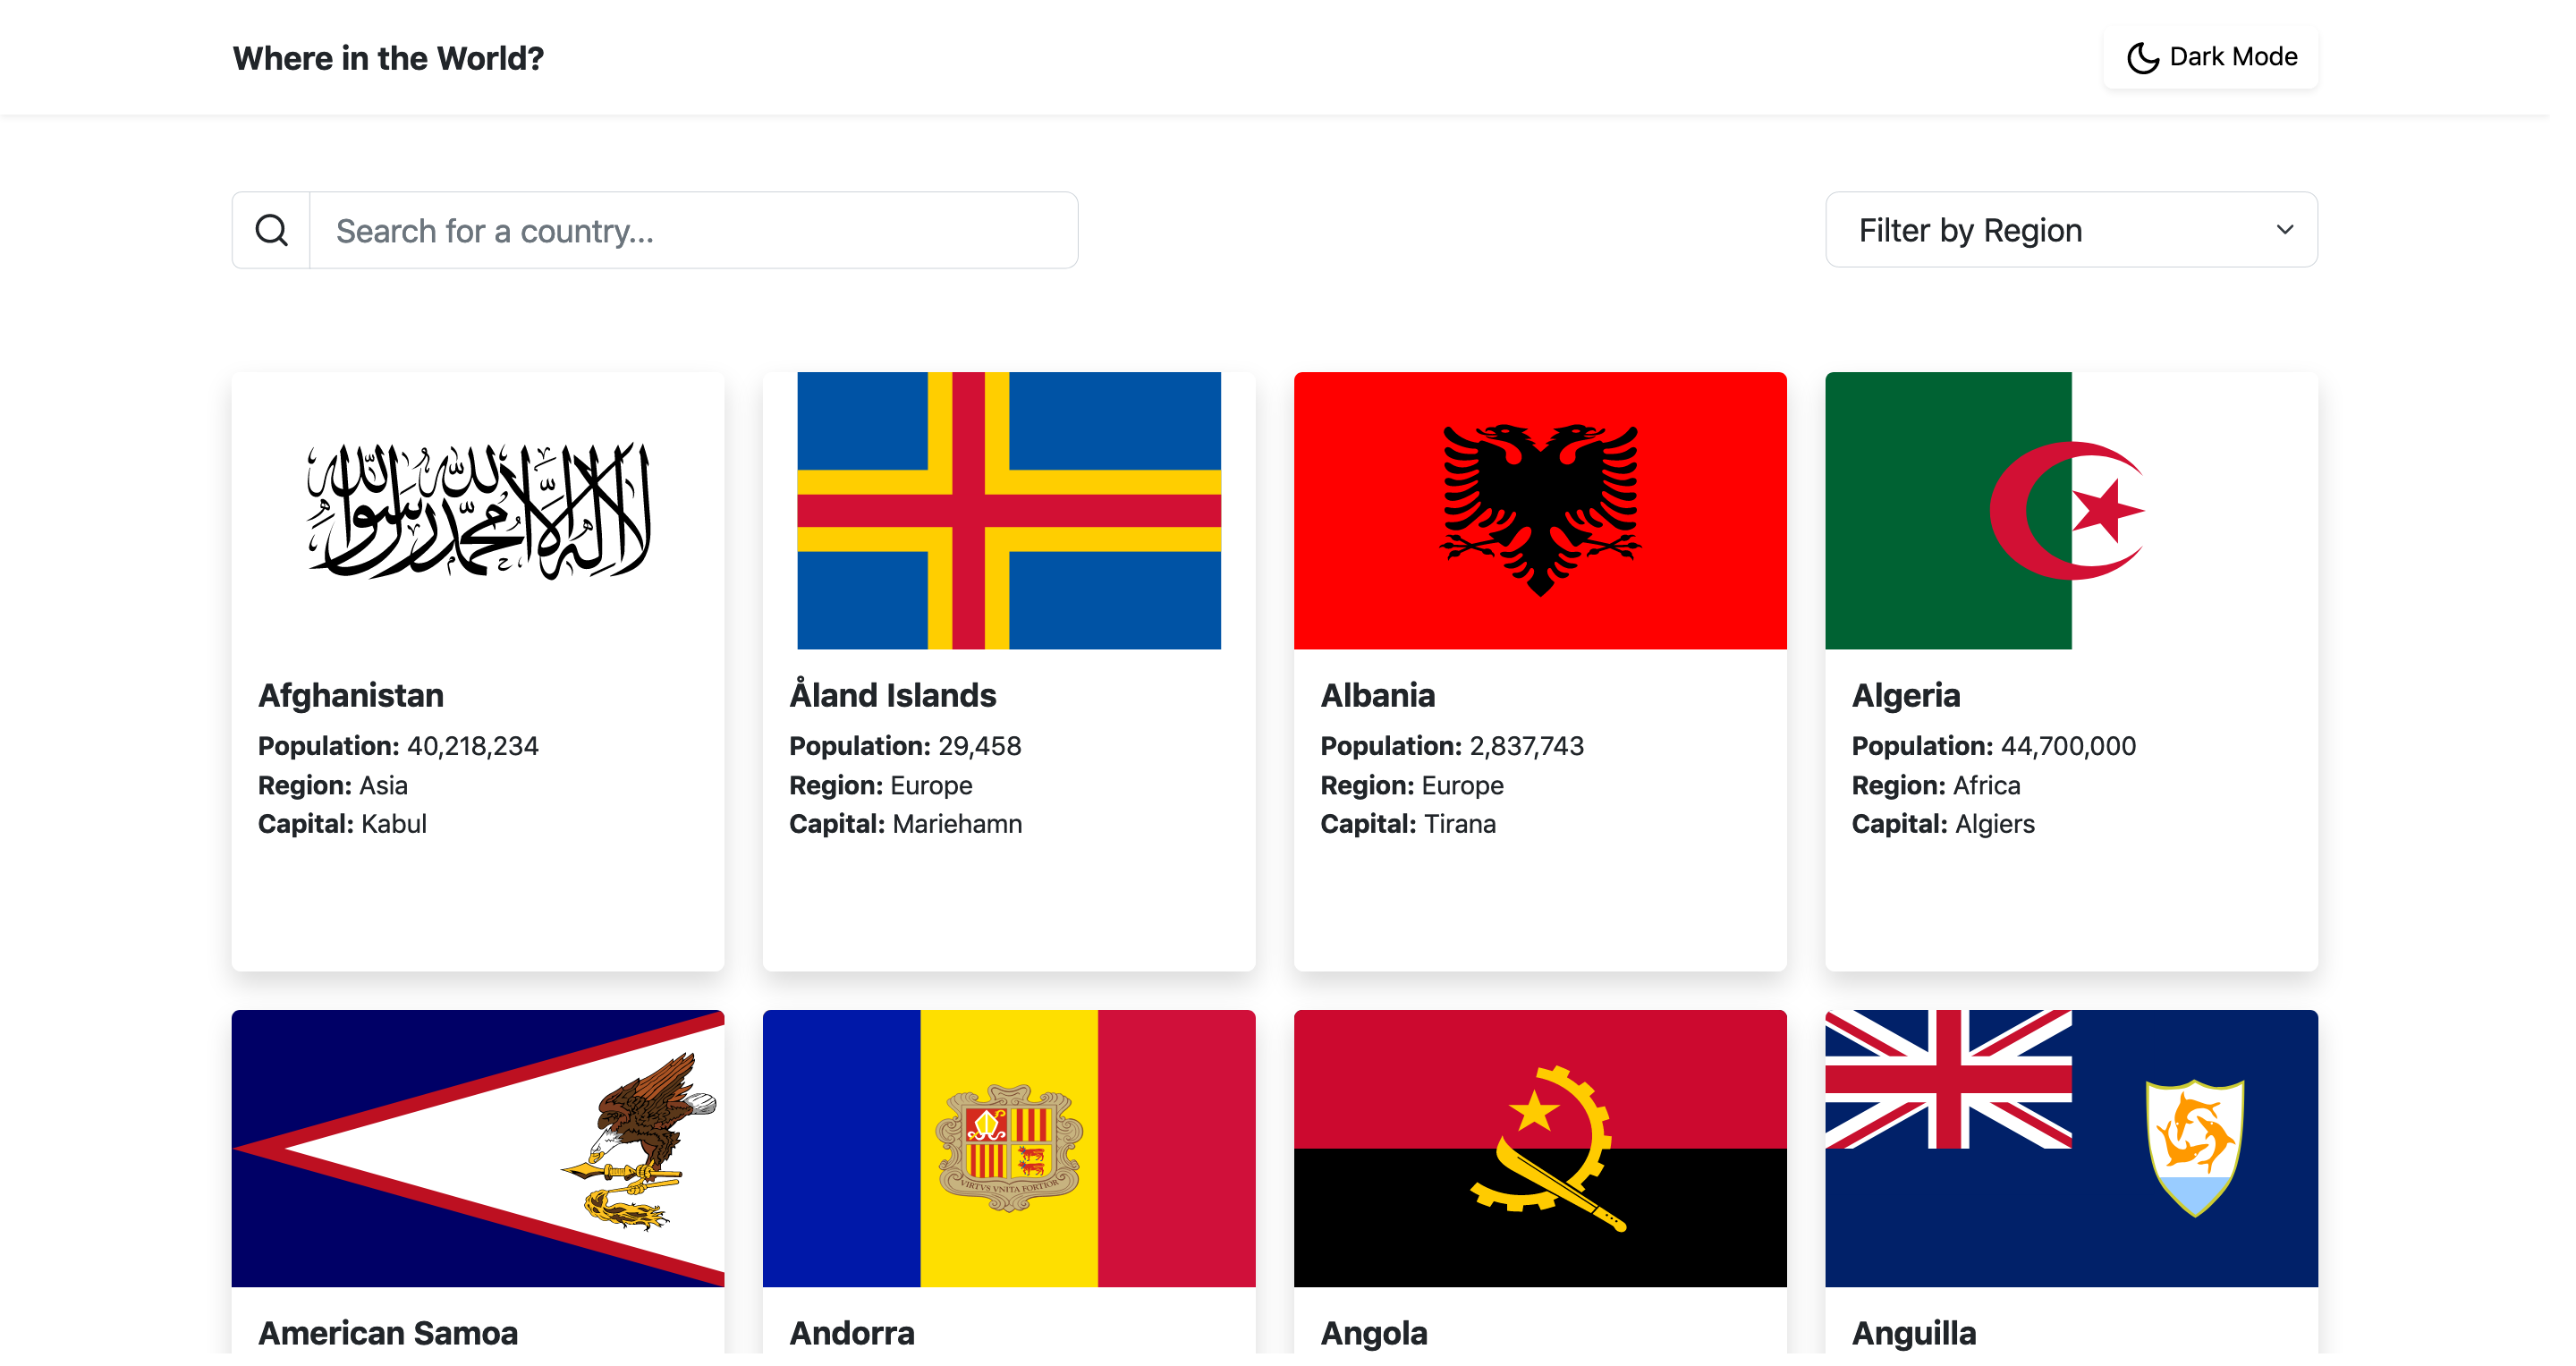 Where in the World?
Dark Mode
Search for a country...
Filter by Region
لا إله إلا الله محمد رسول الله
Afghanistan
Population: 40,218,234
Region: Asia
Capital: Kabul
Åland Islands
Population: 29,458
Region: Europe
Capital: Mariehamn
Albania
Population: 2,837,743
Region: Europe
Capital: Tirana
Algeria
Population: 44,700,000
Region: Africa
Capital: Algiers
VIRTVS VNITA FORTIOR
American Samoa
Andorra
Angola
Anguilla